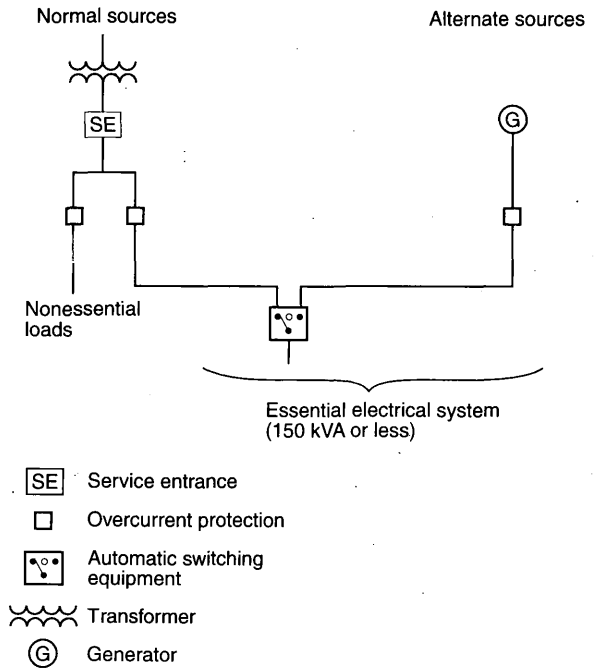 Normal sources
Alternate sources
SE
G
Nonessential
loads
Essential electrical system
(150 kVA or less)
SE Service entrance
Overcurrent protection
Automatic switching
equipment
Transformer
G Generator